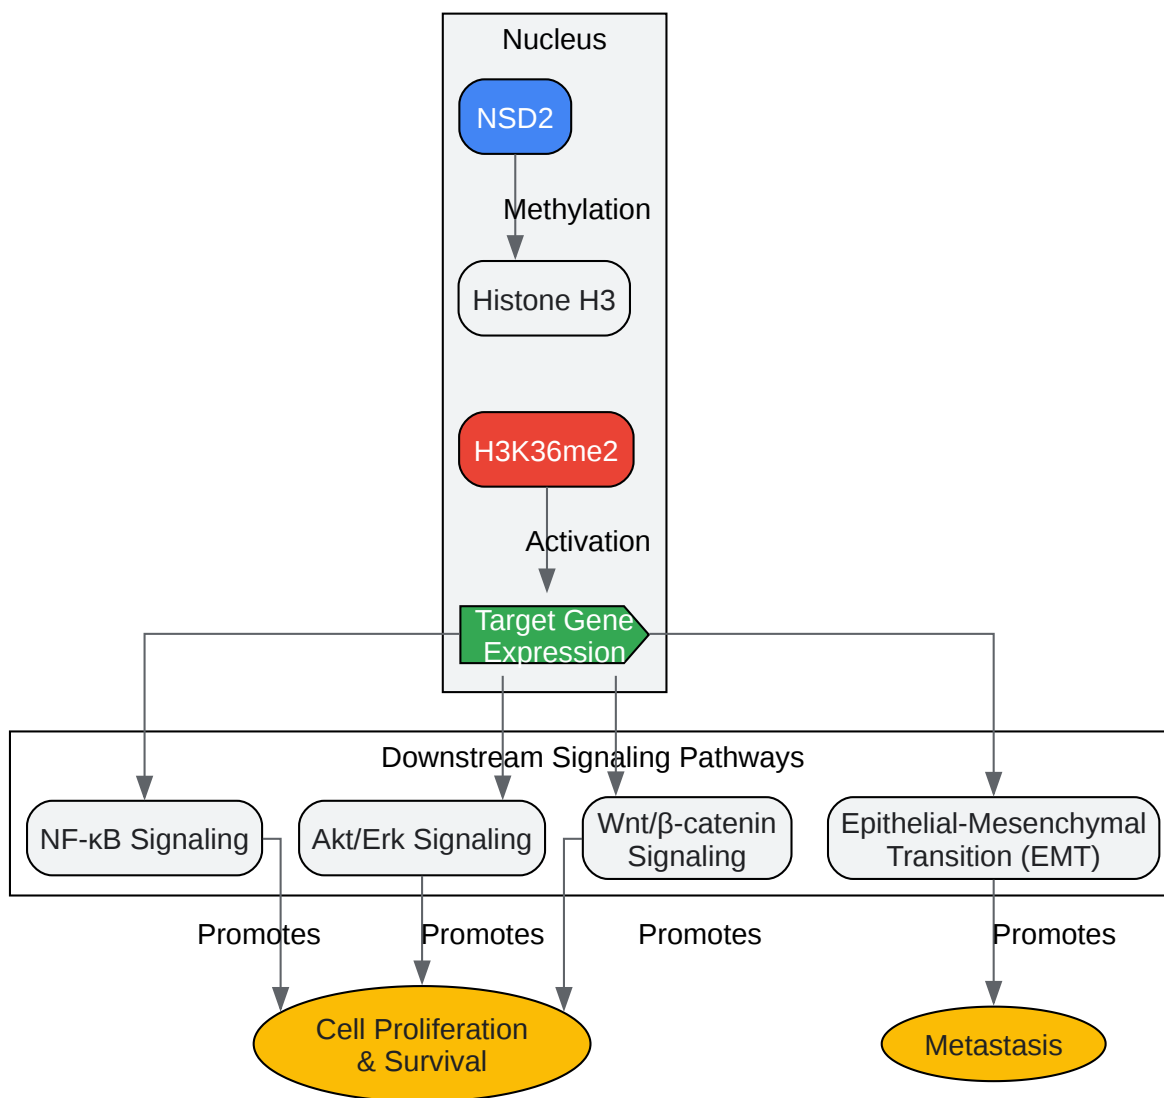 Nucleus
NSD2
Methylation
Histone H3
H3K36me2
Activation
Target Gene
Expression
Downstream Signaling Pathways
NF-κB Signaling
Akt/Erk Signaling
Wnt/β-catenin
Signaling
Epithelial-Mesenchymal
Transition (EMT)
Promotes
Promotes
Promotes
Promotes
Cell Proliferation
& Survival
Metastasis